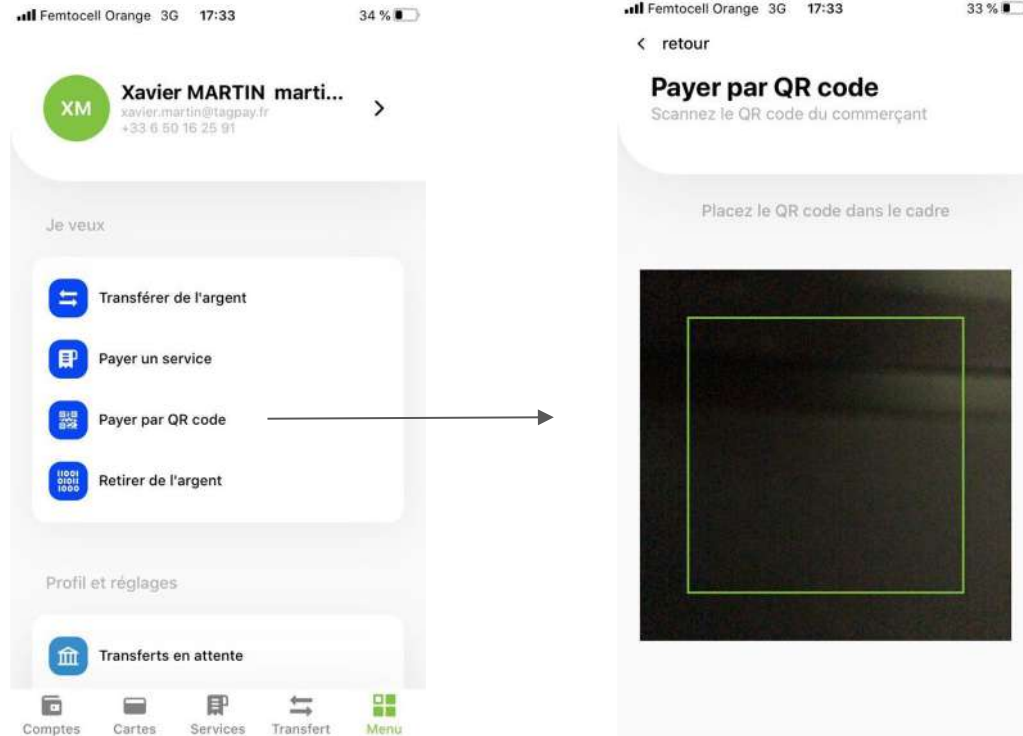 Femtocell Orange 3G 17:33 34 %
XM
Xavier MARTIN marti...
xavier.martin@tagpay.fr
+33 6 50 16 25 91
Je veux
Transférer de l'argent
Payer un service
Payer par QR code
11001
01011
1000
Retirer de l'argent
Profil et réglages
Transferts en attente
Comptes
Cartes
Services
Transfert
Menu
Femtocell Orange 3G 17:33 33 %
retour
Payer par QR code
Scannez le QR code du commerçant
Placez le QR code dans le cadre